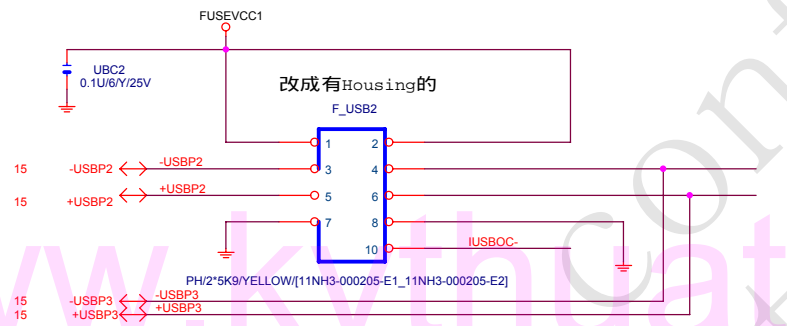 FUSEVCC1
UBC2
0.1U/6/Y/25V
改成有Housing的
F_USB2
1 2
15 -USBP2 -USBP2 3 4
15 +USBP2 +USBP2 5 6
7 8
10 IUSBOC-
PH/2*5K9/YELLOW/[11NH3-000205-E1_11NH3-000205-E2]
15 -USBP3 -USBP3
15 +USBP3 +USBP3